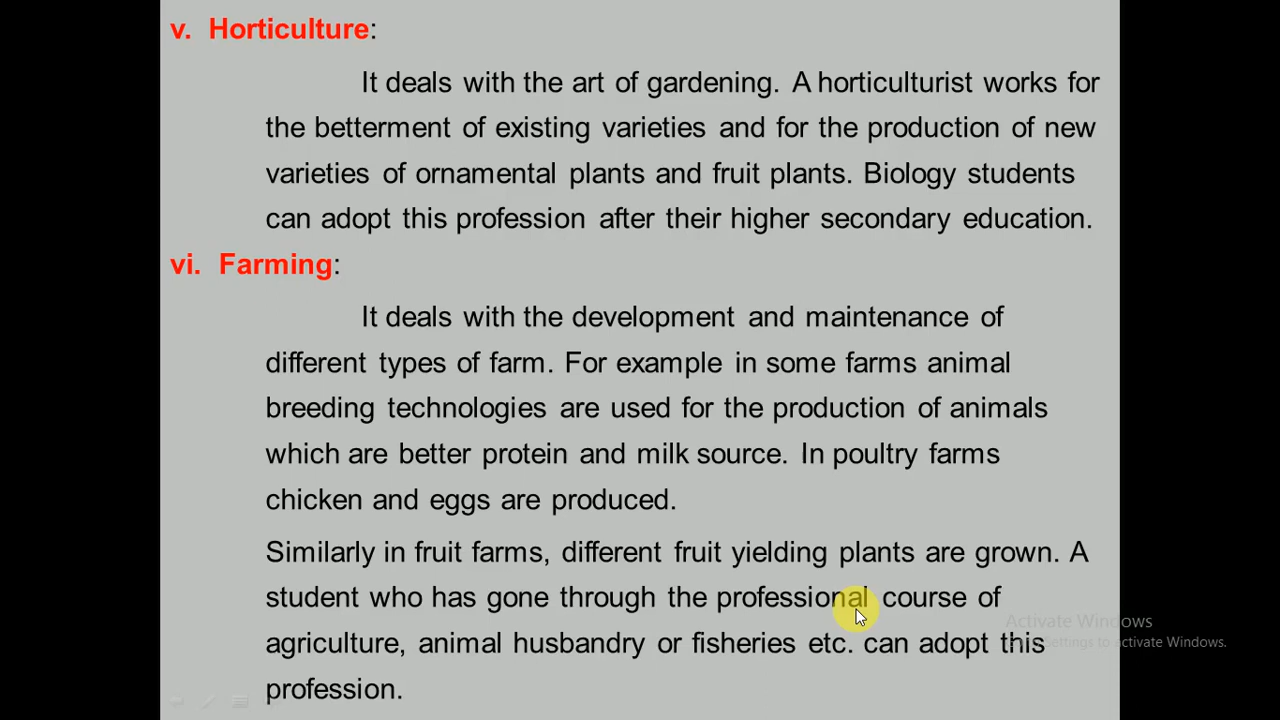 v. Horticulture:
It deals with the art of gardening. A horticulturist works for
the betterment of existing varieties and for the production of new
varieties of ornamental plants and fruit plants. Biology students
can adopt this profession after their higher secondary education.
vi. Farming:
It deals with the development and maintenance of
different types of farm. For example in some farms animal
breeding technologies are used for the production of animals
which are better protein and milk source. In poultry farms
chicken and eggs are produced.
Similarly in fruit farms, different fruit yielding plants are grown. A
student who has gone through the professional course of
agriculture, animal husbandry or fisheries etc. can adopt this
profession.
Activate Windows
Settings to activate Windows.